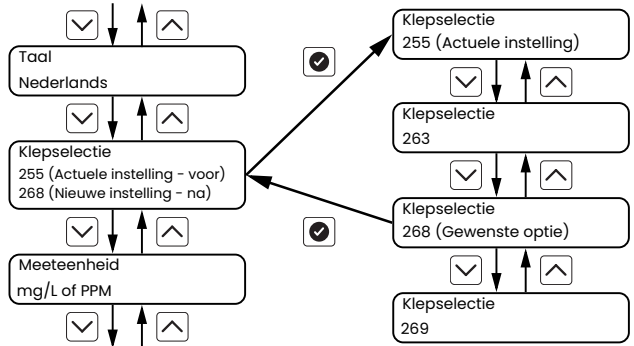 Taal
Nederlands
Klepselectie
255 (Actuele instelling - voor)
268 (Nieuwe instelling - na)
Meeteenheid
mg/L of PPM
Klepselectie
255 (Actuele instelling)
Klepselectie
263
Klepselectie
268 (Gewenste optie)
Klepselectie
269